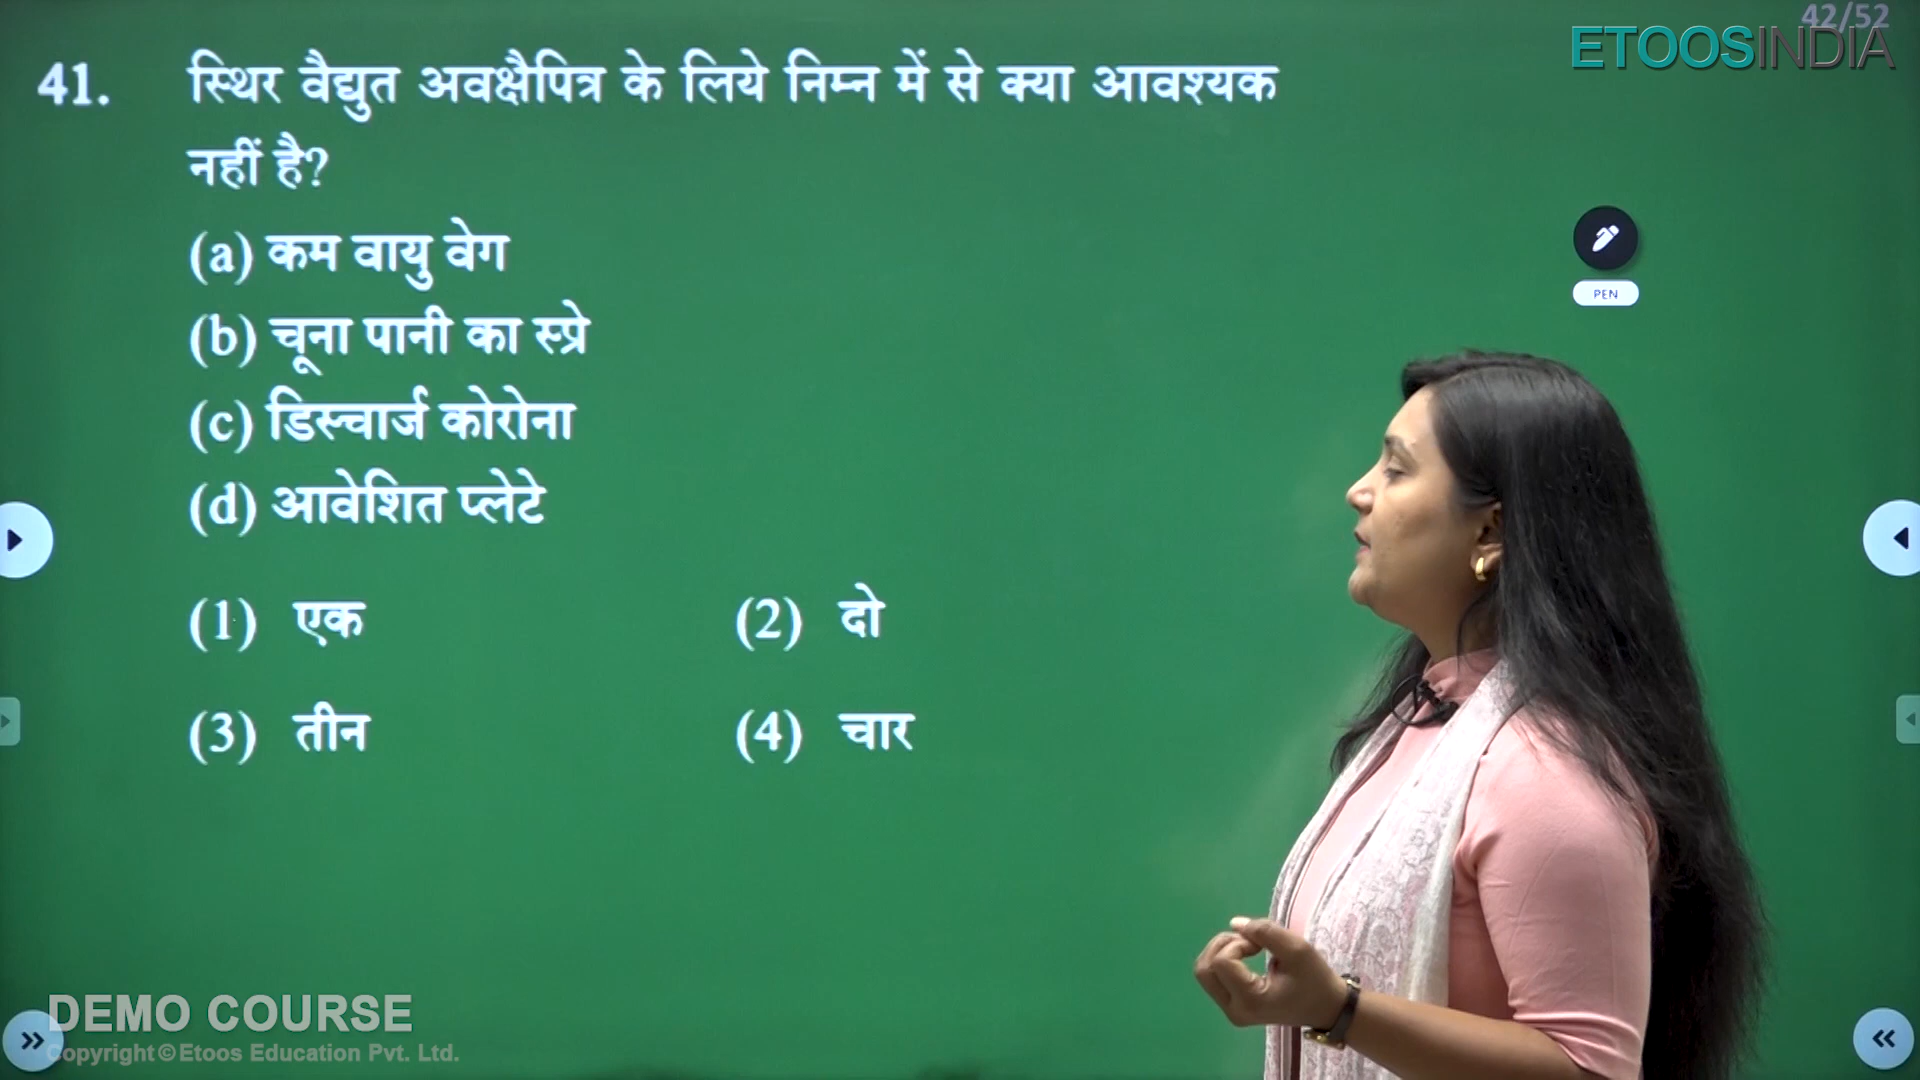 42/52
ETOOSINDIA
41. स्थिर वैद्युत अवक्षैपित्र के लिये निम्न में से क्या आवश्यक
नहीं है?
(a) कम वायु वेग
(b) चूना पानी का स्प्रे
(c) डिस्चार्ज कोरोना
(d) आवेशित प्लेटे
PEN
(1) एक (2) दो
(3) तीन (4) चार
DEMO COURSE
Copyright © Etoos Education Pvt. Ltd.